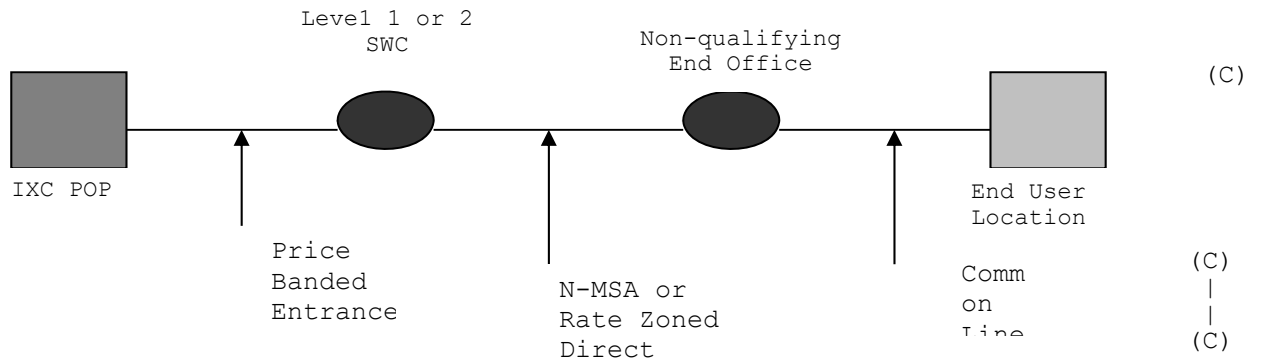 Level 1 or 2
SWC
Non-qualifying
End Office
(C)
IXC POP
End User
Location
Price
Banded
Entrance
N-MSA or
Rate Zoned
Direct
Comm
on
Line
(C)
|
|
(C)